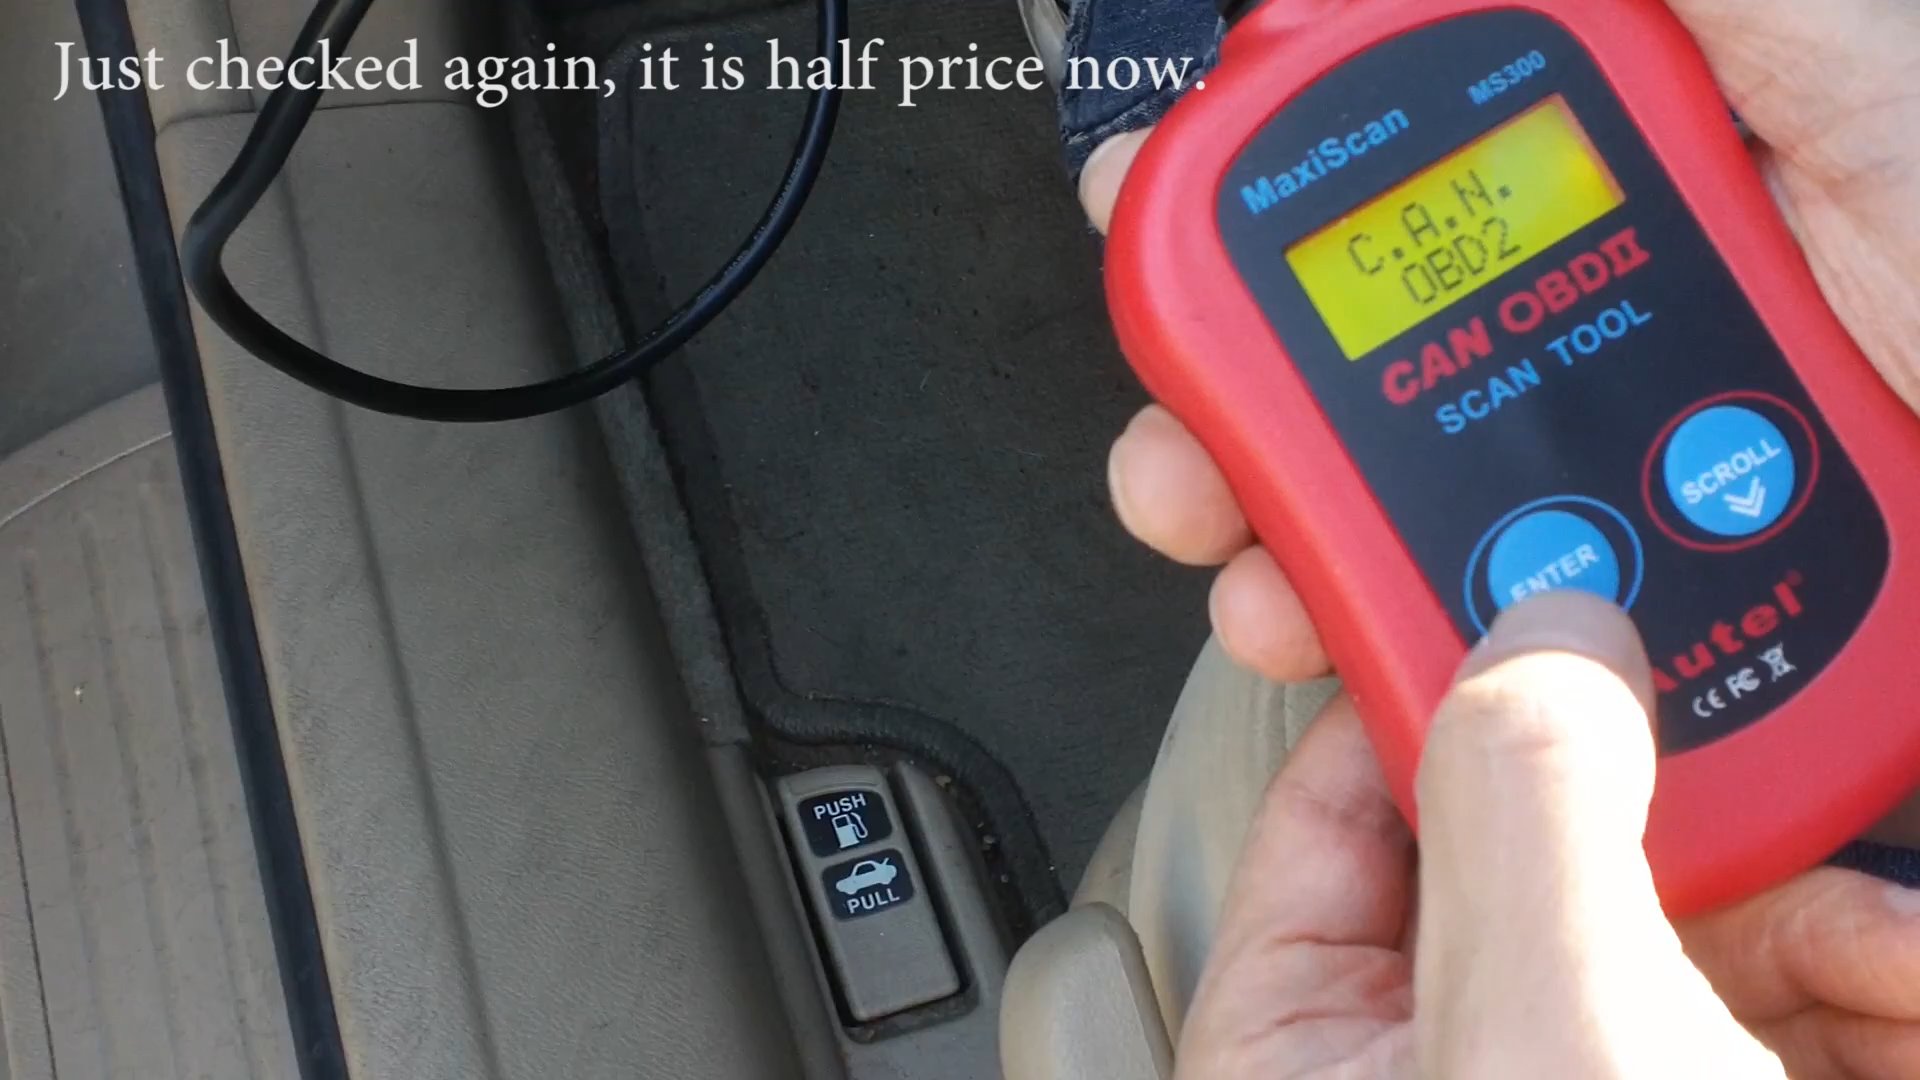 Just checked again, it is half price now.
MaxiScan MS300
C.A.N.
OBD2
CAN OBDII
SCAN TOOL
SCROLL
ENTER
Autel®
CE FC
PUSH
PULL